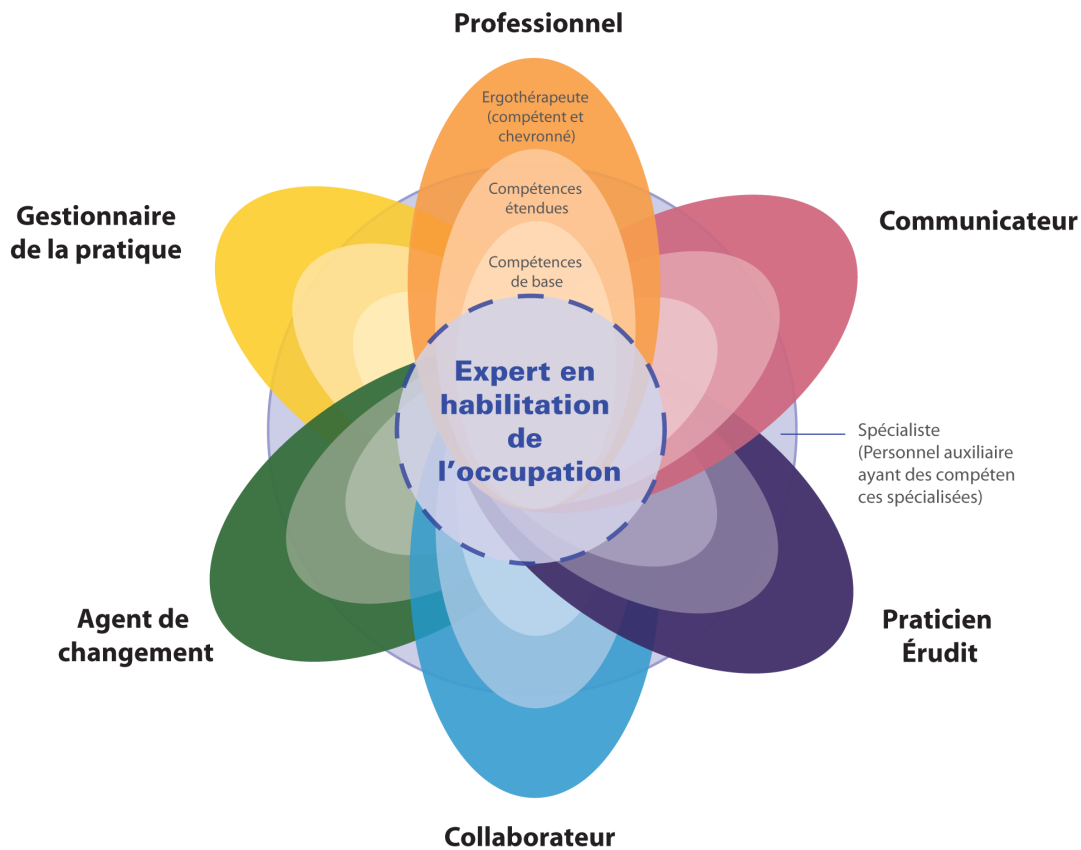 Professionnel
Ergothérapeute
(compétent et
chevronné)
Compétences
étendues
Compétences
de base
Gestionnaire
de la pratique
Communicateur
Expert en
habilitation
de
l'occupation
Spécialiste
(Personnel auxiliaire
ayant des compéten
ces spécialisées)
Agent de
changement
Praticien
Érudit
Collaborateur